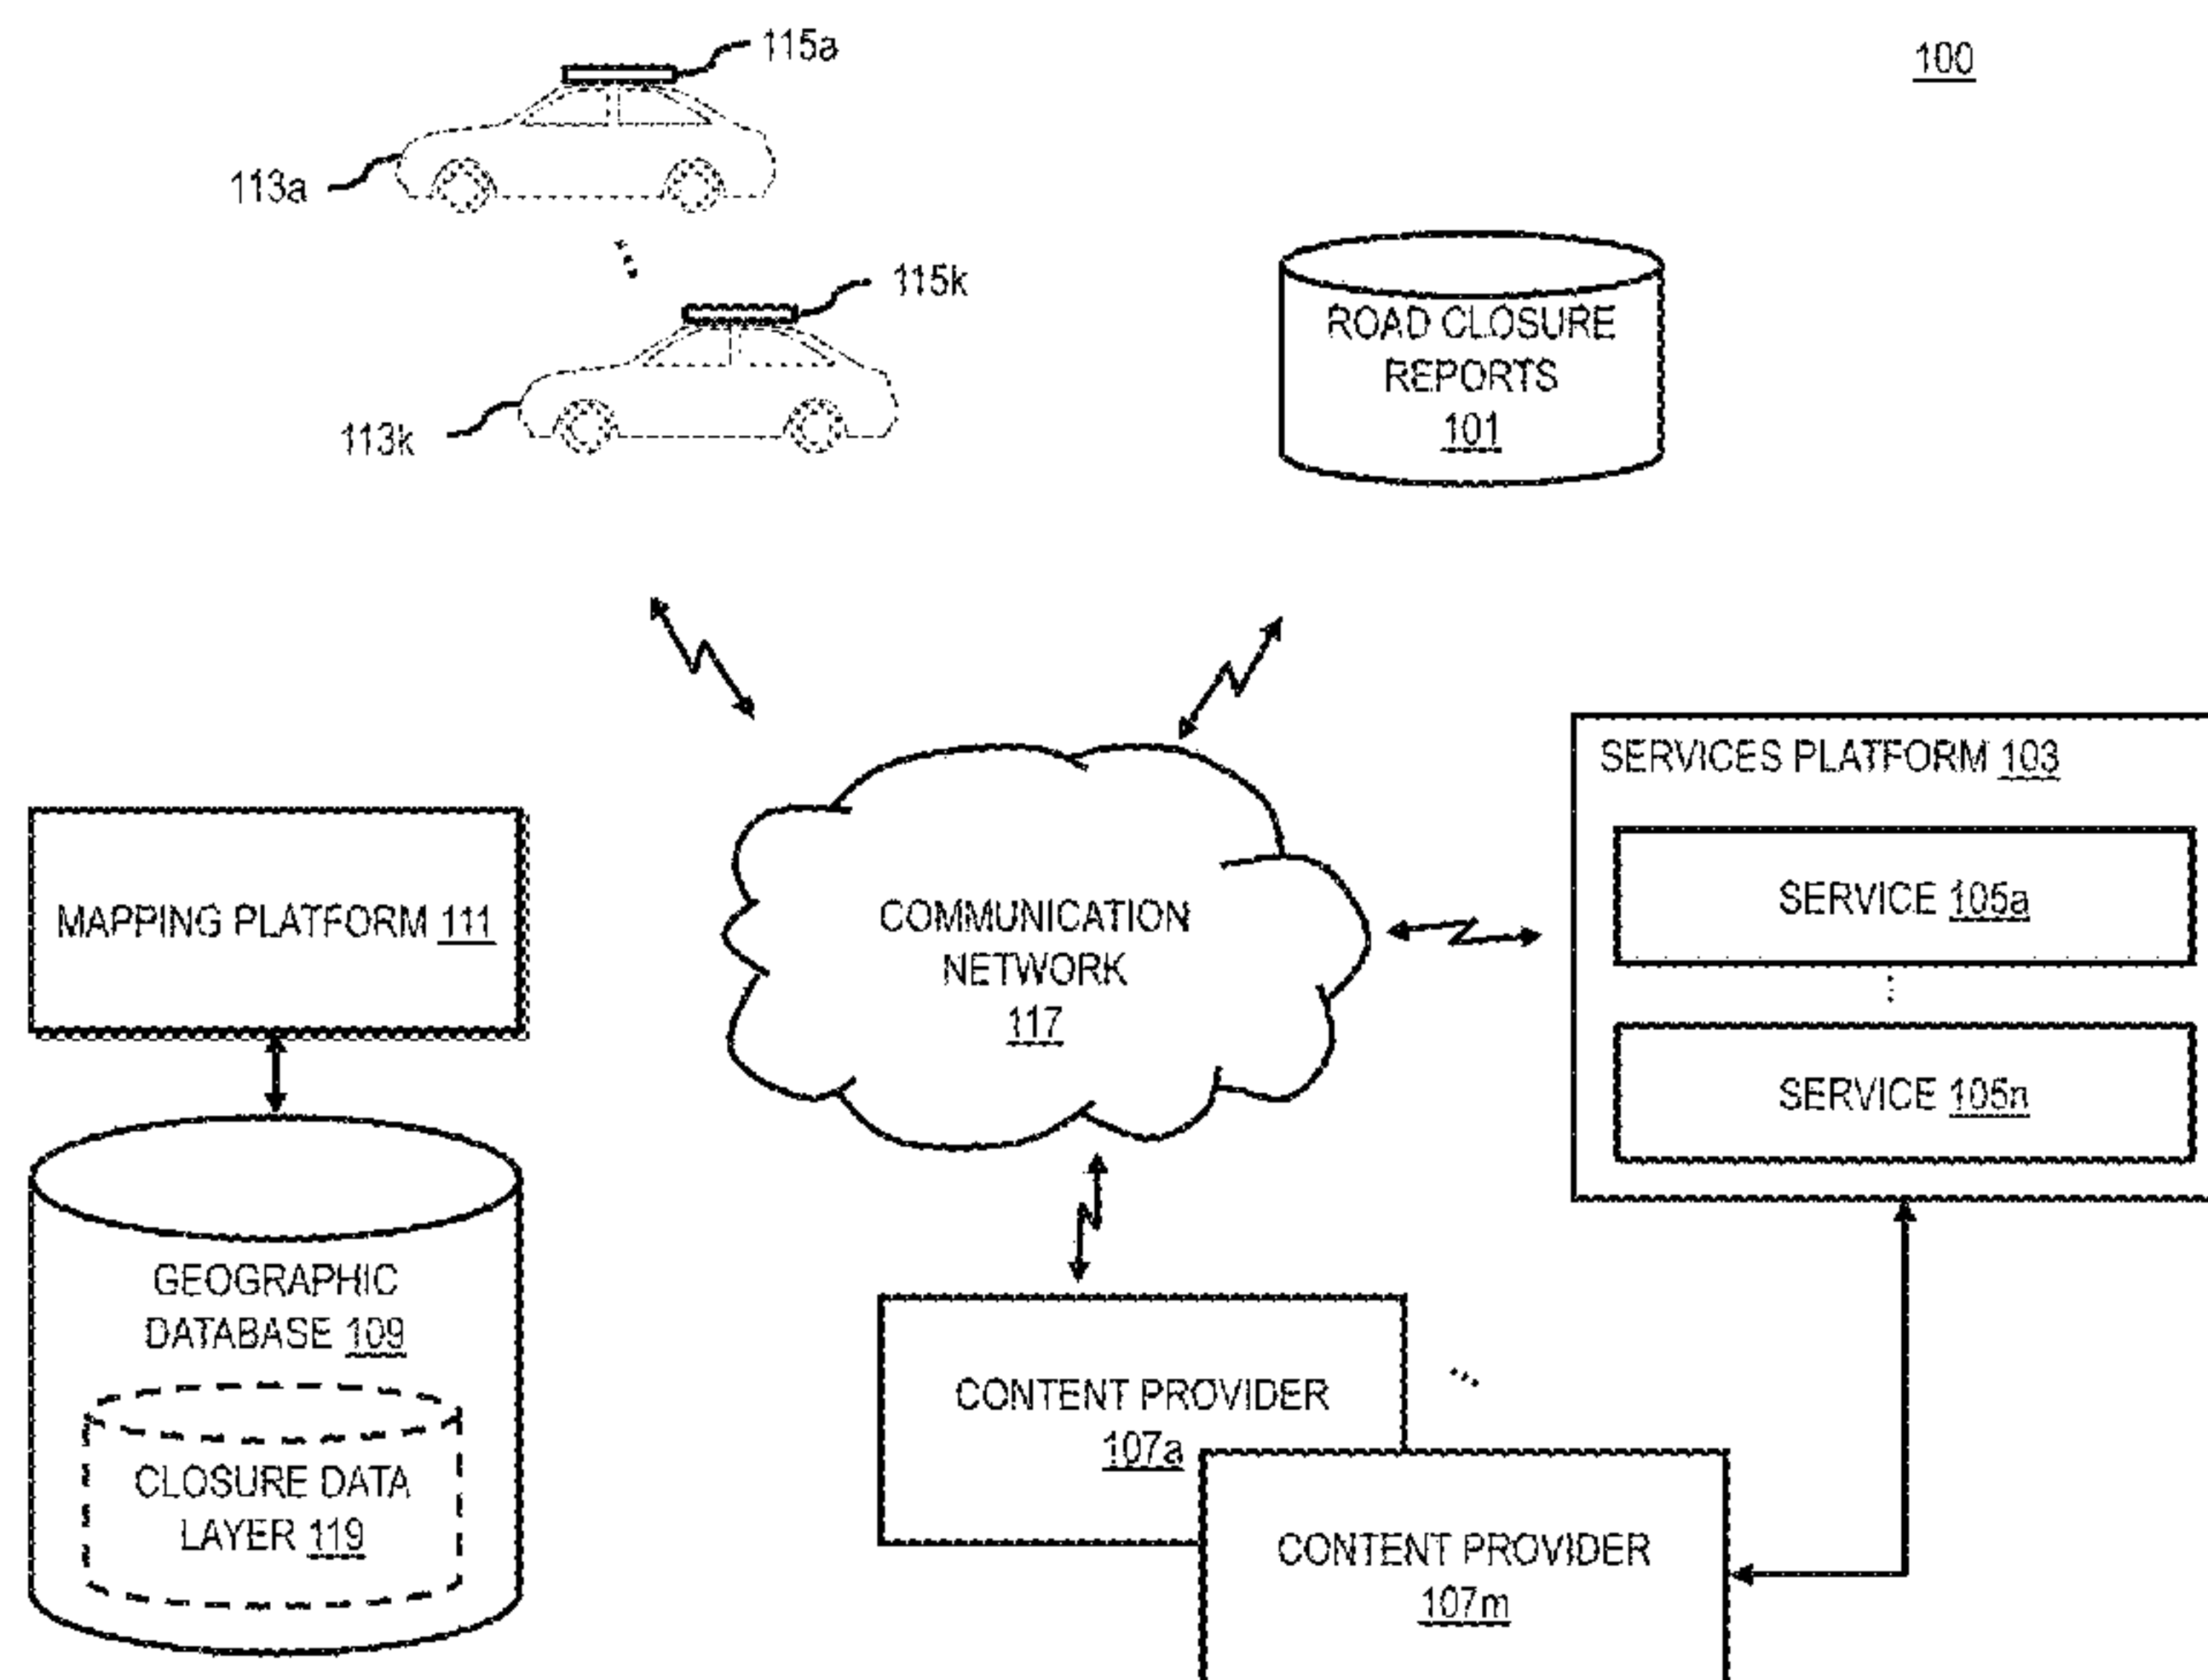 115a
100
113a
115k
113k
ROAD CLOSURE
REPORTS
101
SERVICES PLATFORM 103
SERVICE 105a
SERVICE 105n
MAPPING PLATFORM 111
COMMUNICATION
NETWORK
117
GEOGRAPHIC
DATABASE 109
CLOSURE DATA
LAYER 119
CONTENT PROVIDER
107a
CONTENT PROVIDER
107m